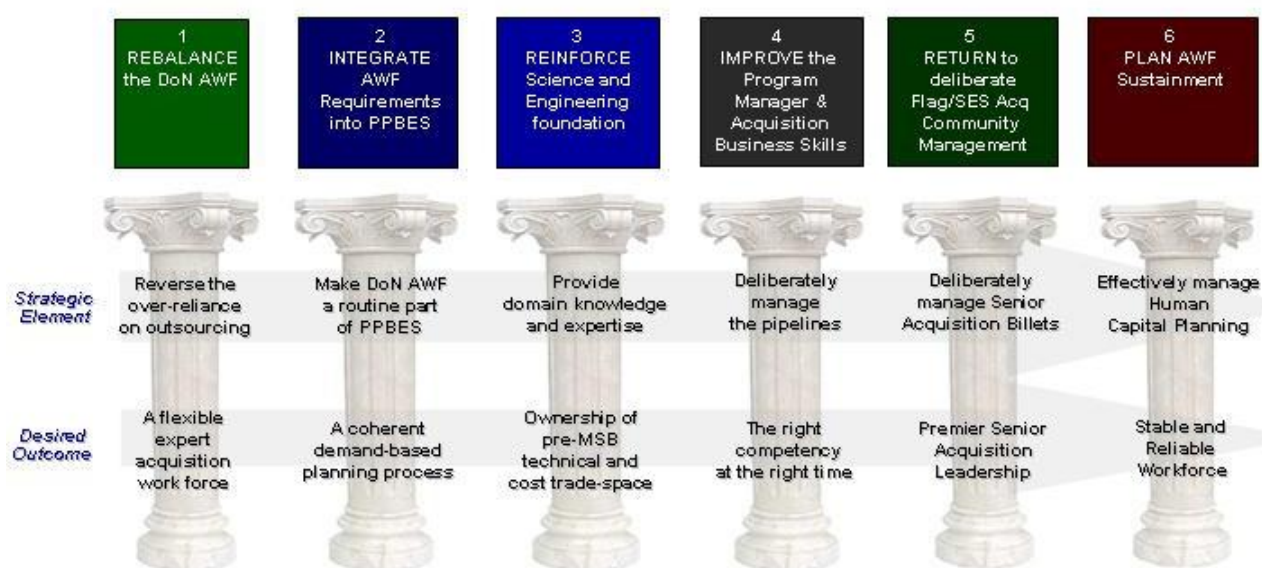 1
REBALANCE
the DoN AWF
2
INTEGRATE
AWF
Requirements
into PPBES
3
REINFORCE
Science and
Engineering
foundation
4
IMPROVE the
Program
Manager &
Acquisition
Business Skills
5
RETURN to
deliberate
Flag/SES Acq
Community
Management
6
PLAN AWF
Sustainment
Strategic
Element
Reverse the
over-reliance
on outsourcing
Make DoN AWF
a routine part
of PPBES
Provide
domain knowledge
and expertise
Deliberately
manage
the pipelines
Deliberately
manage Senior
Acquisition Billets
Effectively manage
Human
Capital Planning
Desired
Outcome
A flexible
expert
acquisition
work force
A coherent
demand-based
planning process
Ownership of
pre-MSB
technical and
cost trade-space
The right
competency
at the right time
Premier Senior
Acquisition
Leadership
Stable and
Reliable
Workforce